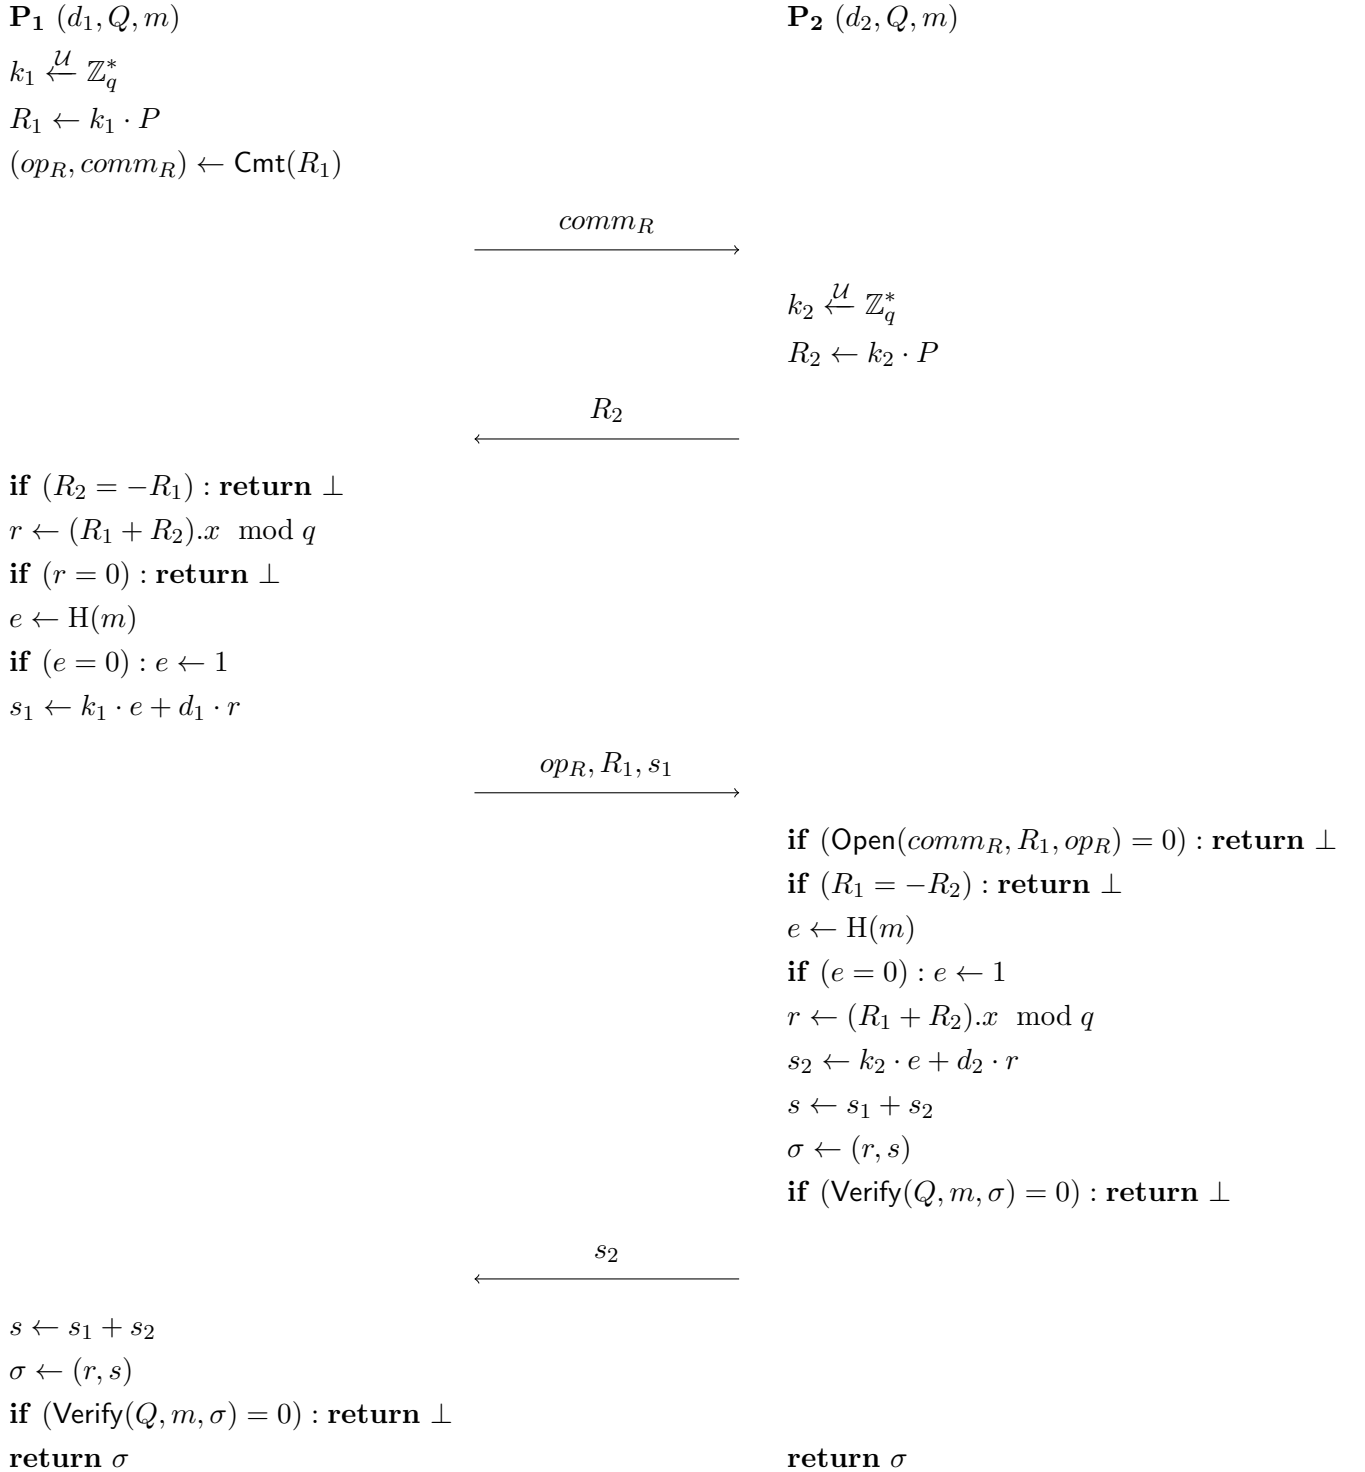 P₁ (d₁, Q, m) P₂ (d₂, Q, m)
k₁ ←𝒰 ℤ*_q
R₁ ← k₁ · P
(op_R, comm_R) ← Cmt(R₁)
comm_R
k₂ ←𝒰 ℤ*_q
R₂ ← k₂ · P
R₂
if (R₂ = −R₁) : return ⊥
r ← (R₁ + R₂).x mod q
if (r = 0) : return ⊥
e ← H(m)
if (e = 0) : e ← 1
s₁ ← k₁ · e + d₁ · r
op_R, R₁, s₁
if (Open(comm_R, R₁, op_R) = 0) : return ⊥
if (R₁ = −R₂) : return ⊥
e ← H(m)
if (e = 0) : e ← 1
r ← (R₁ + R₂).x mod q
s₂ ← k₂ · e + d₂ · r
s ← s₁ + s₂
σ ← (r, s)
if (Verify(Q, m, σ) = 0) : return ⊥
s₂
s ← s₁ + s₂
σ ← (r, s)
if (Verify(Q, m, σ) = 0) : return ⊥
return σ return σ